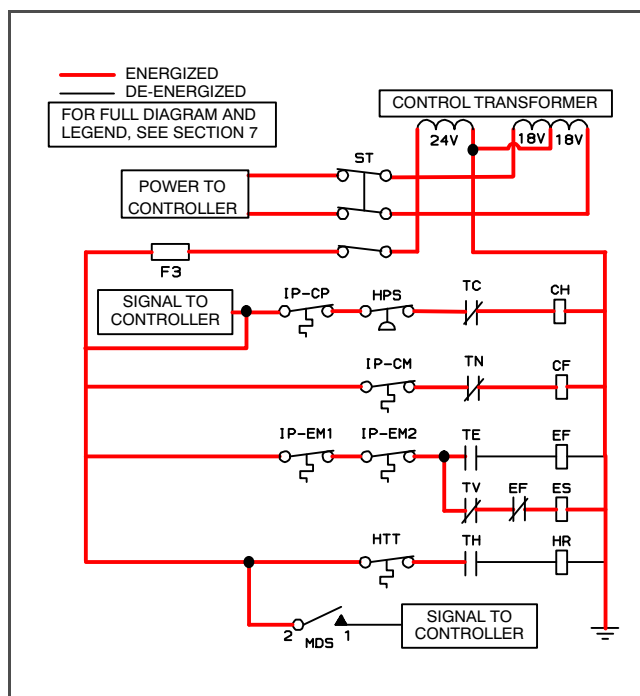 ENERGIZED
DE-ENERGIZED
FOR FULL DIAGRAM AND
LEGEND, SEE SECTION 7
CONTROL TRANSFORMER
24V
18V
18V
ST
POWER TO
CONTROLLER
F3
SIGNAL TO
CONTROLLER
IP-CP
HPS
TC
CH
IP-CM
TN
CF
IP-EM1
IP-EM2
TE
EF
TV
EF
ES
HTT
TH
HR
2
MDS
1
SIGNAL TO
CONTROLLER